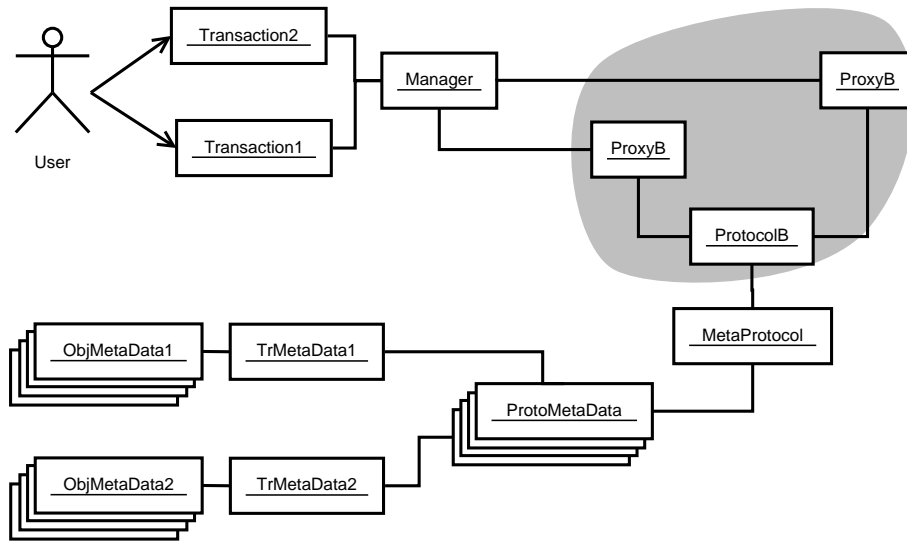 Transaction2
Manager
ProxyB
Transaction1
ProxyB
User
ProtocolB
MetaProtocol
ObjMetaData1
TrMetaData1
ProtoMetaData
ObjMetaData2
TrMetaData2